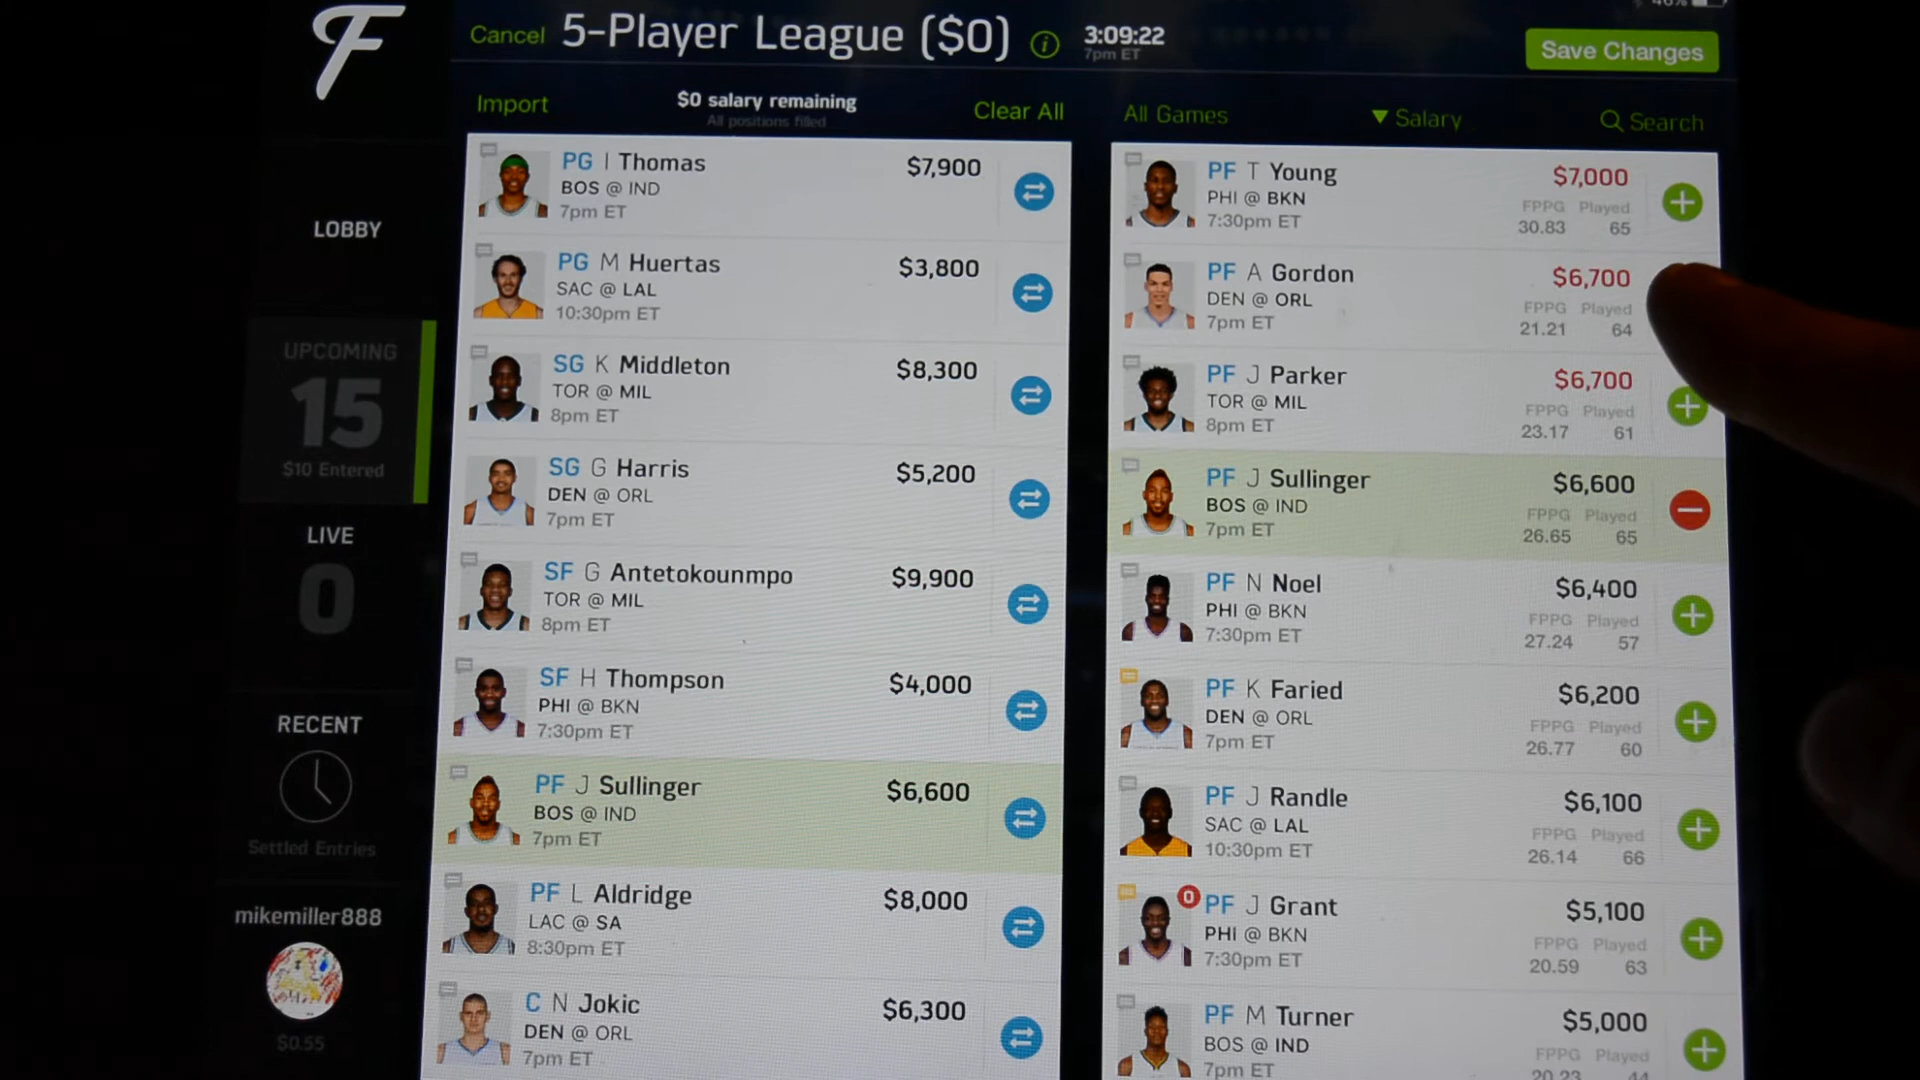 F
46%
Cancel 5-Player League ($0) i 3:09:22
7pm ET
Save Changes
Import $0 salary remaining Clear All
All positions filled
All Games ▼ Salary Search
LOBBY
UPCOMING
15
$10 Entered
LIVE
0
RECENT
Settled Entries
mikemiller888
$0.55
PG I Thomas $7,900
BOS @ IND
7pm ET
PG M Huertas $3,800
SAC @ LAL
10:30pm ET
SG K Middleton $8,300
TOR @ MIL
8pm ET
SG G Harris $5,200
DEN @ ORL
7pm ET
SF G Antetokounmpo $9,900
TOR @ MIL
8pm ET
SF H Thompson $4,000
PHI @ BKN
7:30pm ET
PF J Sullinger $6,600
BOS @ IND
7pm ET
PF L Aldridge $8,000
LAC @ SA
8:30pm ET
C N Jokic $6,300
DEN @ ORL
7pm ET
PF T Young $7,000
PHI @ BKN FPPG Played
7:30pm ET 30.83 65
PF A Gordon $6,700
DEN @ ORL FPPG Played
7pm ET 21.21 64
PF J Parker $6,700
TOR @ MIL FPPG Played
8pm ET 23.17 61
PF J Sullinger $6,600
BOS @ IND FPPG Played
7pm ET 26.65 65
PF N Noel $6,400
PHI @ BKN FPPG Played
7:30pm ET 27.24 57
PF K Faried $6,200
DEN @ ORL FPPG Played
7pm ET 26.77 60
PF J Randle $6,100
SAC @ LAL FPPG Played
10:30pm ET 26.14 66
O PF J Grant $5,100
PHI @ BKN FPPG Played
7:30pm ET 20.59 63
PF M Turner $5,000
BOS @ IND FPPG Played
7pm ET 20.23 44